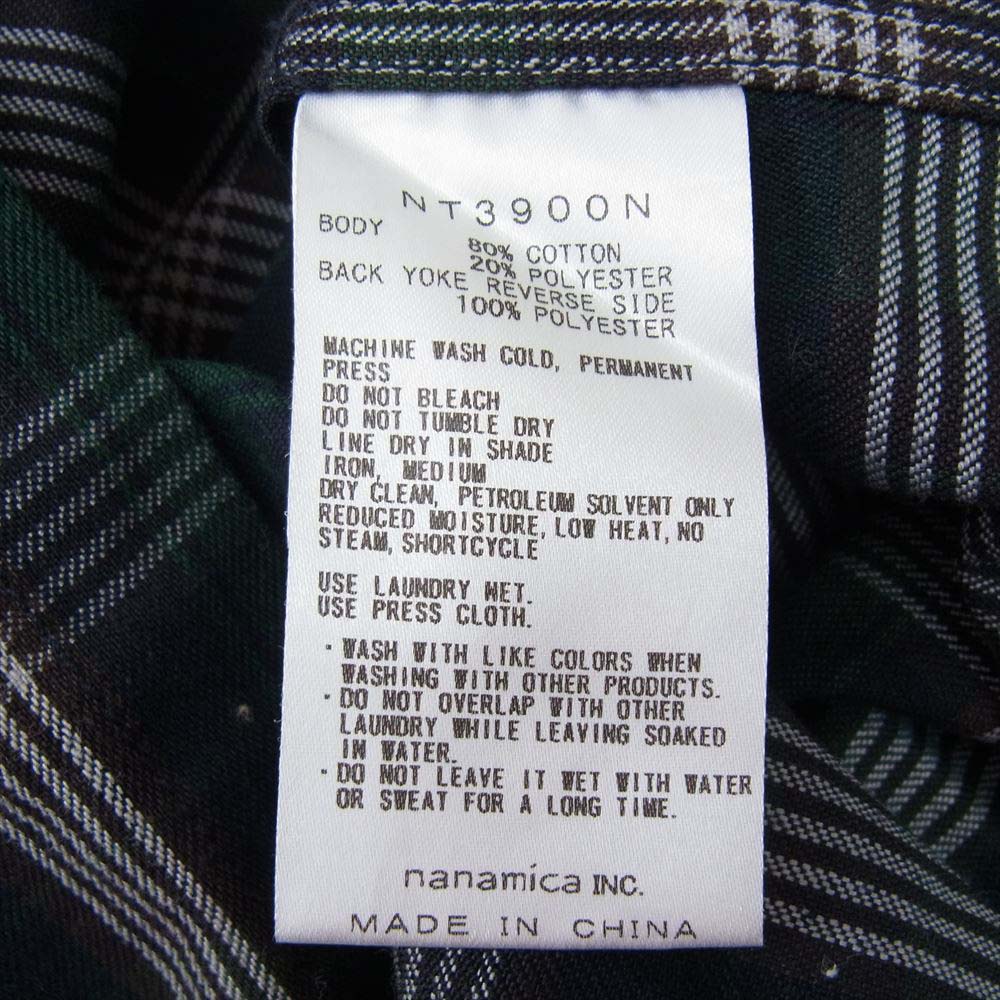 NT3900N
BODY
80% COTTON
20% POLYESTER
BACK YOKE REVERSE SIDE
100% POLYESTER
MACHINE WASH COLD, PERMANENT
PRESS
DO NOT BLEACH
DO NOT TUMBLE DRY
LINE DRY IN SHADE
IRON, MEDIUM
DRY CLEAN, PETROLEUM SOLVENT ONLY
REDUCED MOISTURE, LOW HEAT, NO
STEAM, SHORTCYCLE
USE LAUNDRY NET.
USE PRESS CLOTH.
・WASH WITH LIKE COLORS WHEN
WASHING WITH OTHER PRODUCTS.
・DO NOT OVERLAP WITH OTHER
LAUNDRY WHILE LEAVING SOAKED
IN WATER.
・DO NOT LEAVE IT WET WITH WATER
OR SWEAT FOR A LONG TIME.
nanamica INC.
MADE IN CHINA